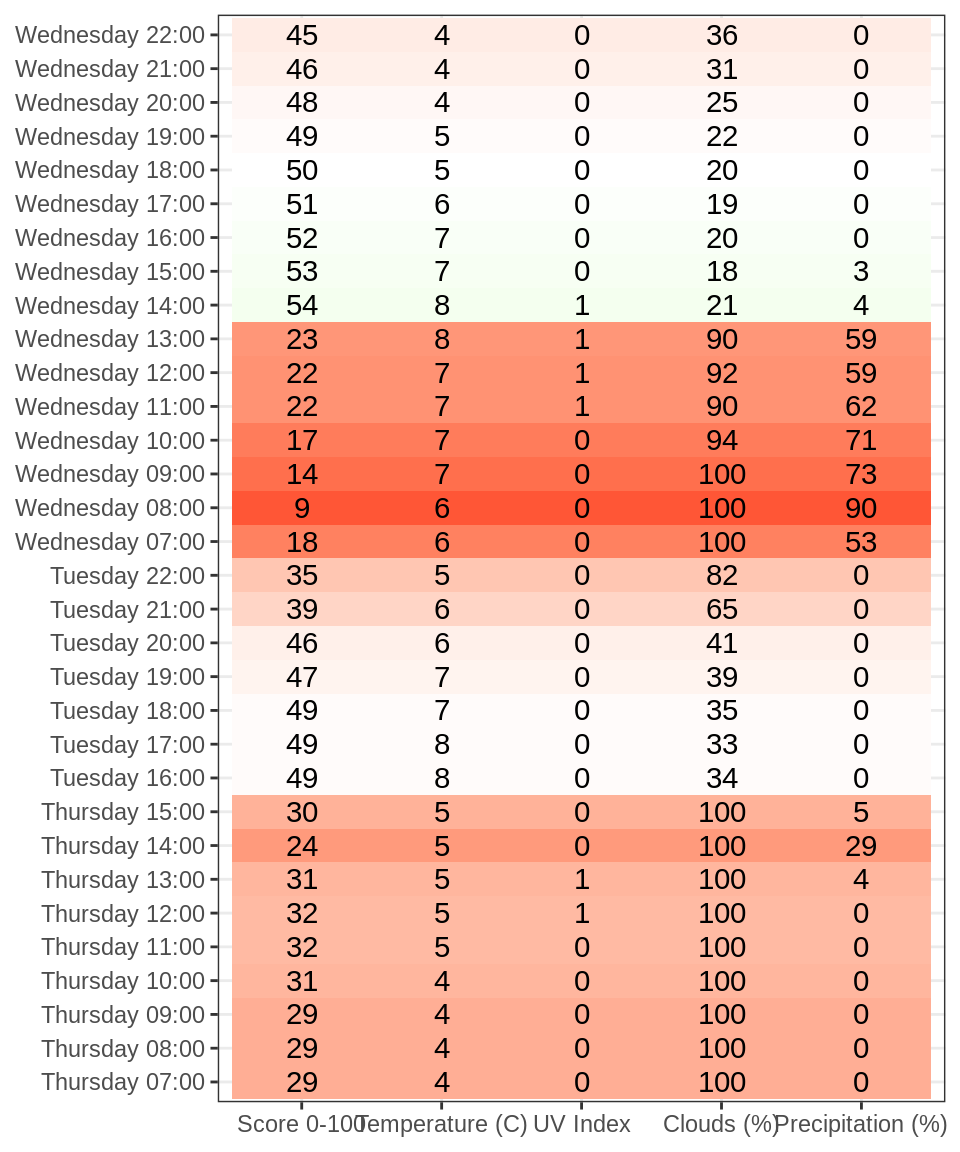 Wednesday 22:00 45 4 0 36 0
Wednesday 21:00 46 4 0 31 0
Wednesday 20:00 48 4 0 25 0
Wednesday 19:00 49 5 0 22 0
Wednesday 18:00 50 5 0 20 0
Wednesday 17:00 51 6 0 19 0
Wednesday 16:00 52 7 0 20 0
Wednesday 15:00 53 7 0 18 3
Wednesday 14:00 54 8 1 21 4
Wednesday 13:00 23 8 1 90 59
Wednesday 12:00 22 7 1 92 59
Wednesday 11:00 22 7 1 90 62
Wednesday 10:00 17 7 0 94 71
Wednesday 09:00 14 7 0 100 73
Wednesday 08:00 9 6 0 100 90
Wednesday 07:00 18 6 0 100 53
Tuesday 22:00 35 5 0 82 0
Tuesday 21:00 39 6 0 65 0
Tuesday 20:00 46 6 0 41 0
Tuesday 19:00 47 7 0 39 0
Tuesday 18:00 49 7 0 35 0
Tuesday 17:00 49 8 0 33 0
Tuesday 16:00 49 8 0 34 0
Thursday 15:00 30 5 0 100 5
Thursday 14:00 24 5 0 100 29
Thursday 13:00 31 5 1 100 4
Thursday 12:00 32 5 1 100 0
Thursday 11:00 32 5 0 100 0
Thursday 10:00 31 4 0 100 0
Thursday 09:00 29 4 0 100 0
Thursday 08:00 29 4 0 100 0
Thursday 07:00 29 4 0 100 0
Score 0-100 Temperature (C) UV Index Clouds (%) Precipitation (%)